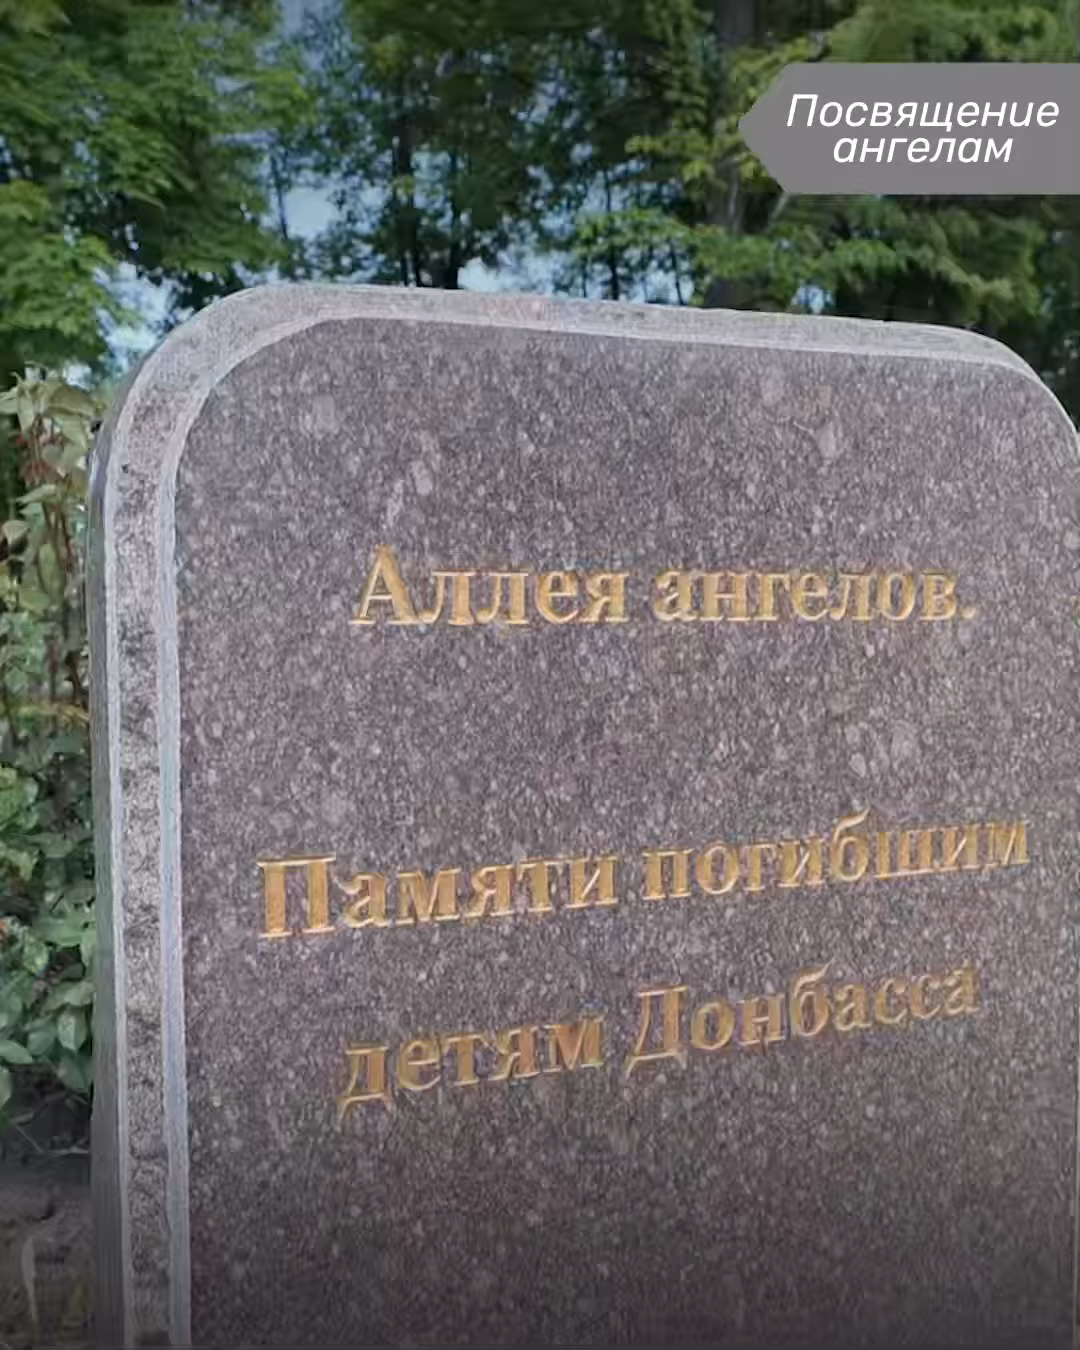 Посвящение
ангелам
Аллея ангелов.
Памяти погибшим
детям Донбасса